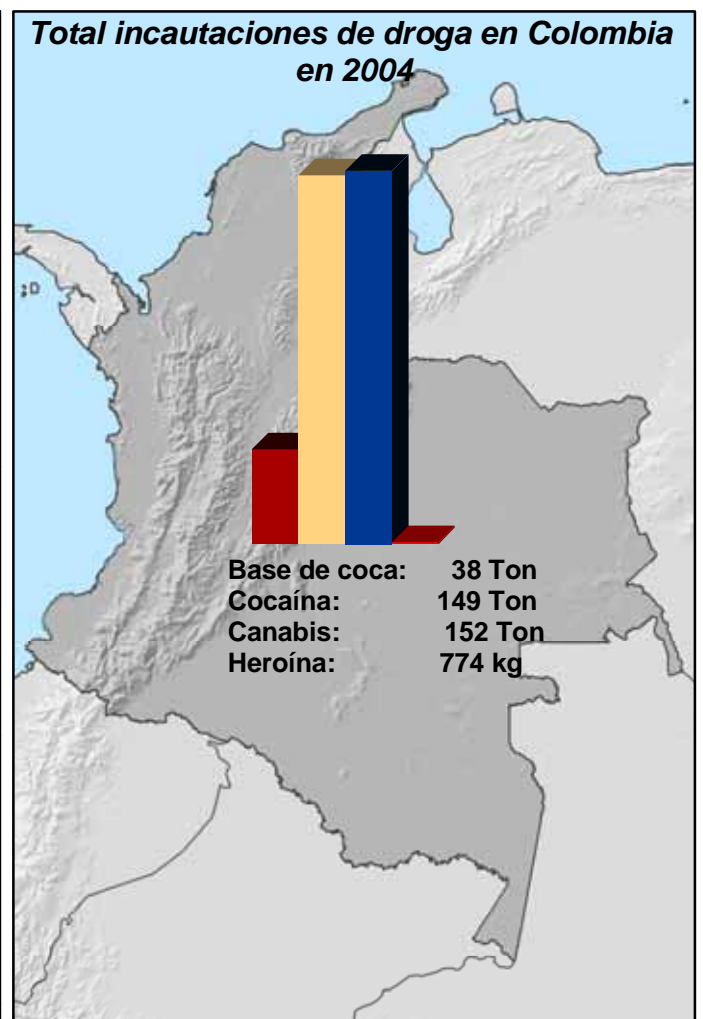 Total incautaciones de droga en Colombia
en 2004
Base de coca: 38 Ton
Cocaína: 149 Ton
Canabis: 152 Ton
Heroína: 774 kg